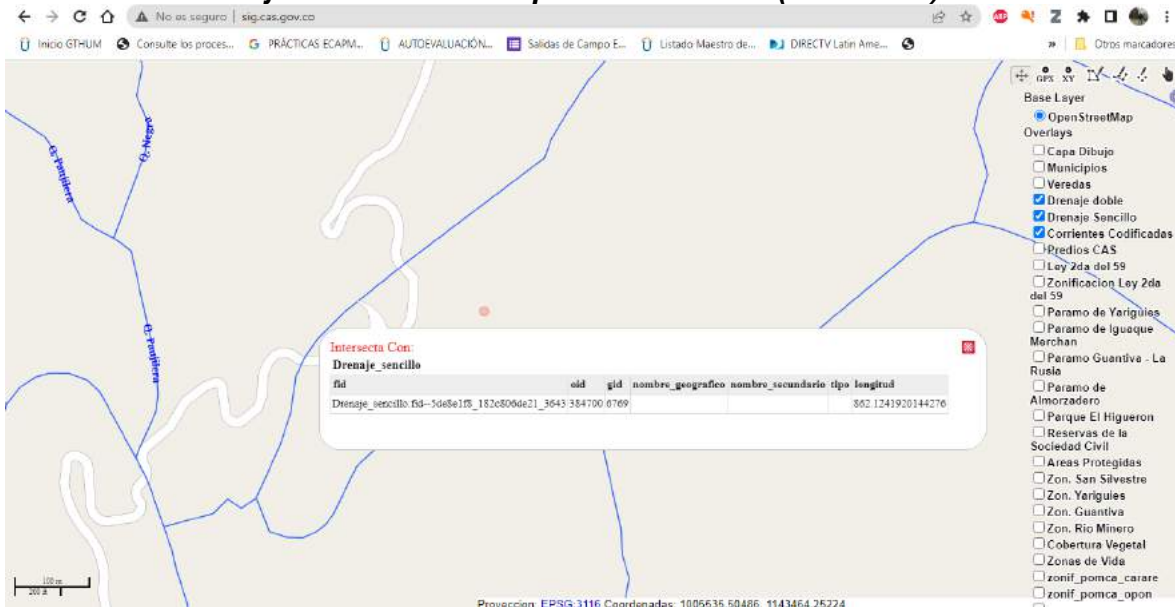 No es seguro | sig.cas.gov.co
Inicio GTHUM Consulte los proces... PRÁCTICAS ECAPM... AUTOEVALUACIÓN... Salidas de Campo E... Listado Maestro de... DIRECTV Latin Ame... » Otros marcadores
GPX XY
Base Layer
OpenStreetMap
Overlays
Capa Dibujo
Municipios
Veredas
Drenaje doble
Drenaje Sencillo
Corrientes Codificadas
Predios CAS
Ley 2da del 59
Zonificacion Ley 2da
del 59
Paramo de Yariguies
Paramo de Iguaque
Merchan
Paramo Guantiva - La
Rusia
Paramo de
Almorzadero
Parque El Higueron
Reservas de la
Sociedad Civil
Areas Protegidas
Zon. San Silvestre
Zon. Yariguies
Zon. Guantiva
Zon. Rio Minero
Cobertura Vegetal
Zonas de Vida
zonif_pomca_carare
zonif_pomca_opon
Q. Negra
Q. Panjilera
Q. Panjilera
Intersecta Con:
Drenaje_sencillo
fid oid gid nombre_geografico nombre_secundario tipo longitud
Drenaje_sencillo.fid--5de8e1f8_182c806de21_3643 384700 6769 862.1241920144276
100 m
200 ft
Proyeccion: EPSG:3116 Coordenadas: 1005535.50486, 1143464.25224